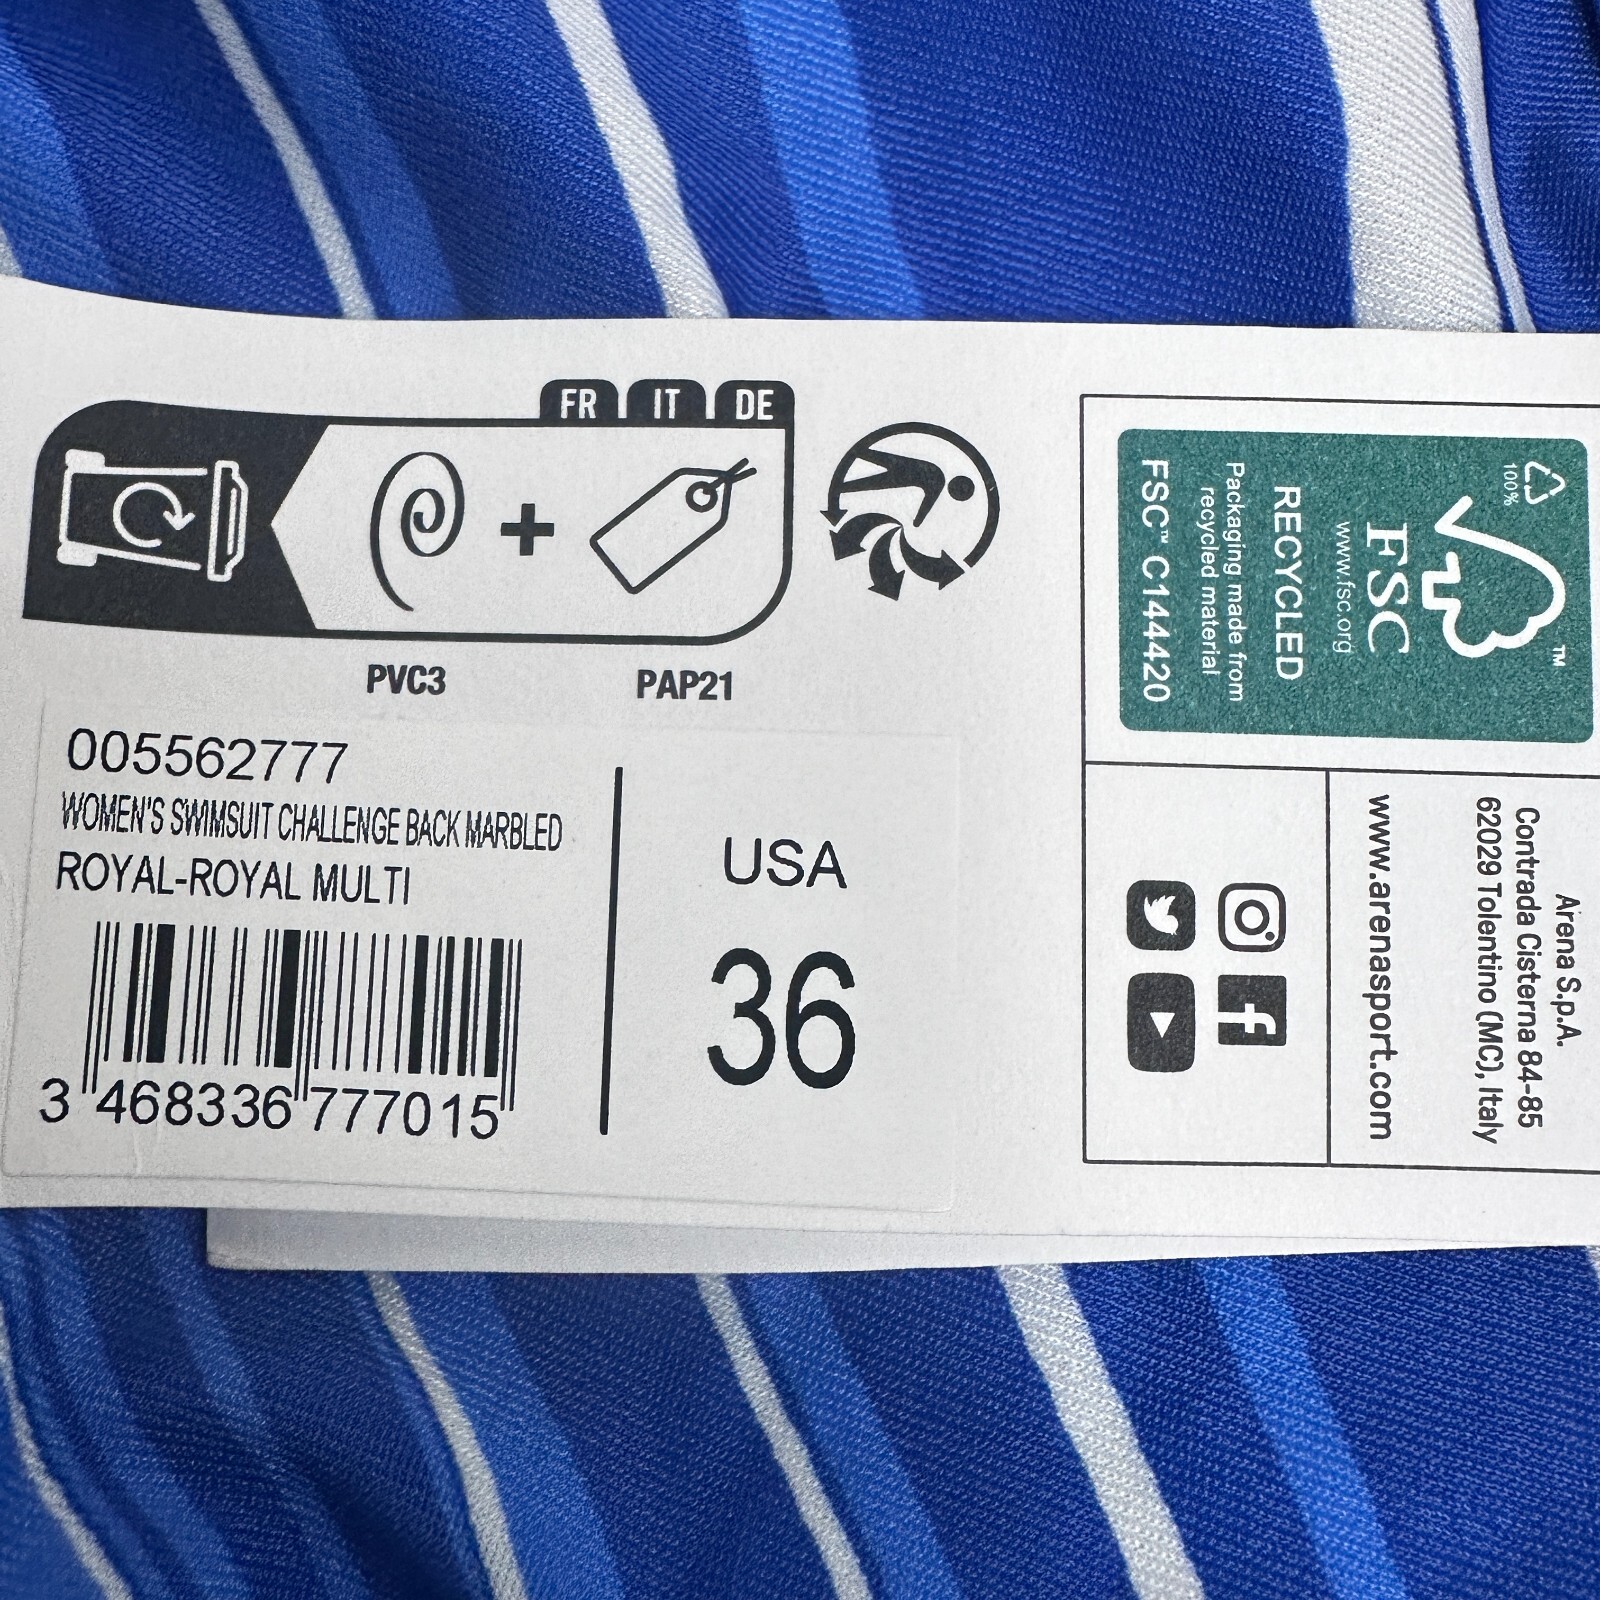 FR IT DE
PVC3 PAP21
005562777
WOMEN'S SWIMSUIT CHALLENGE BACK MARBLED
ROYAL-ROYAL MULTI
3 468336 777015
USA
36
100%
TM
FSC
www.fsc.org
RECYCLED
Packaging made from
recycled material
FSC™ C144420
Arena S.p.A.
Contrada Cisterna 84-85
62029 Tolentino (MC), Italy
www.arenasport.com